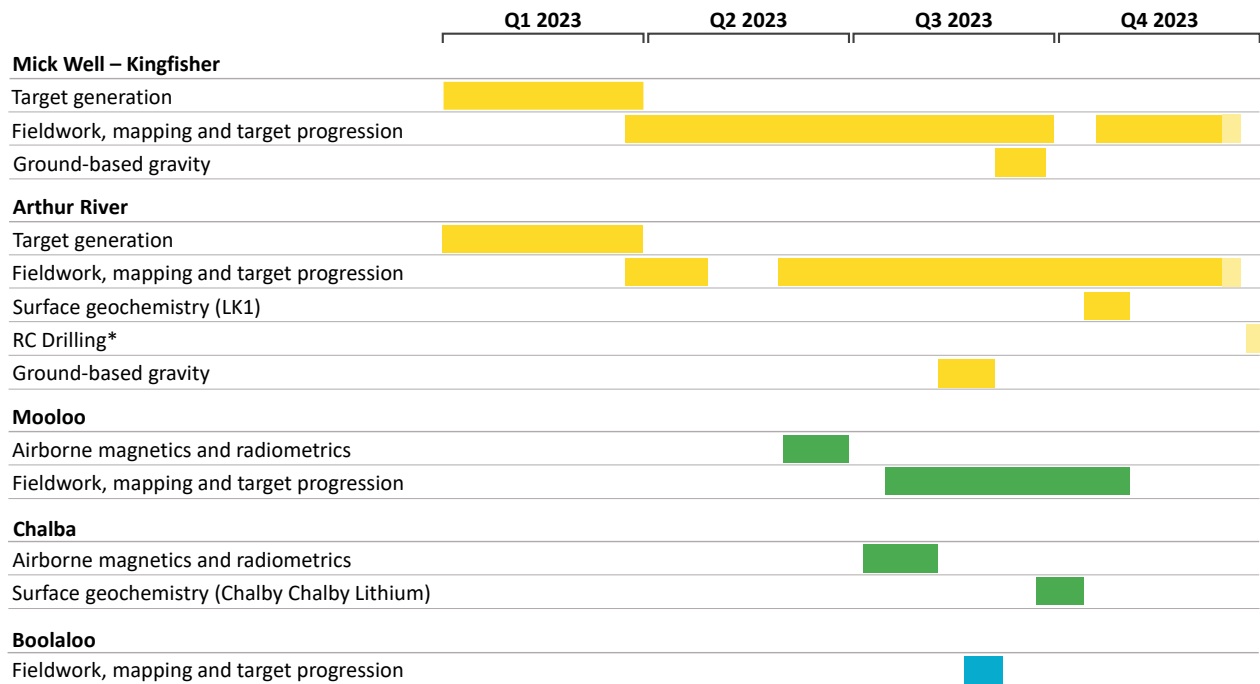 Q1 2023 Q2 2023 Q3 2023 Q4 2023
Mick Well – Kingfisher
Target generation
Fieldwork, mapping and target progression
Ground-based gravity
Arthur River
Target generation
Fieldwork, mapping and target progression
Surface geochemistry (LK1)
RC Drilling*
Ground-based gravity
Mooloo
Airborne magnetics and radiometrics
Fieldwork, mapping and target progression
Chalba
Airborne magnetics and radiometrics
Surface geochemistry (Chalby Chalby Lithium)
Boolaloo
Fieldwork, mapping and target progression